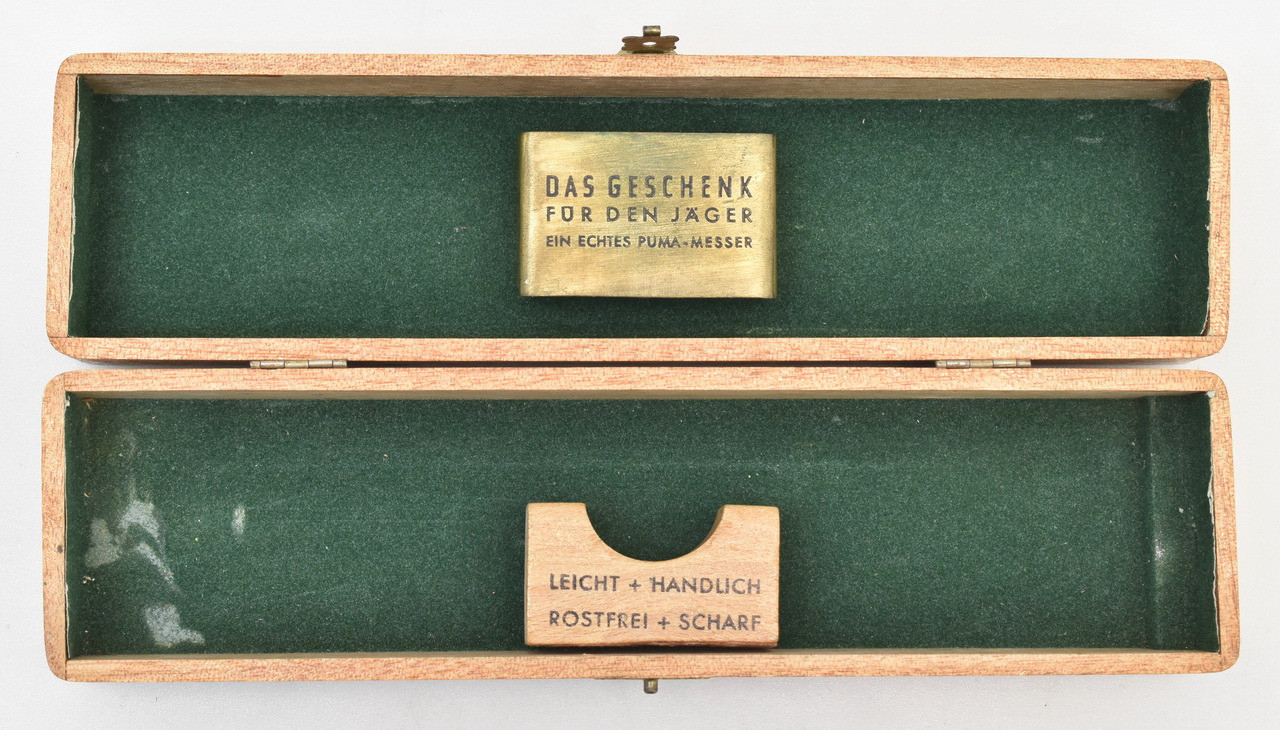 DAS GESCHENK
FÜR DEN JÄGER
EIN ECHTES PUMA-MESSER
LEICHT + HANDLICH
ROSTFREI + SCHARF